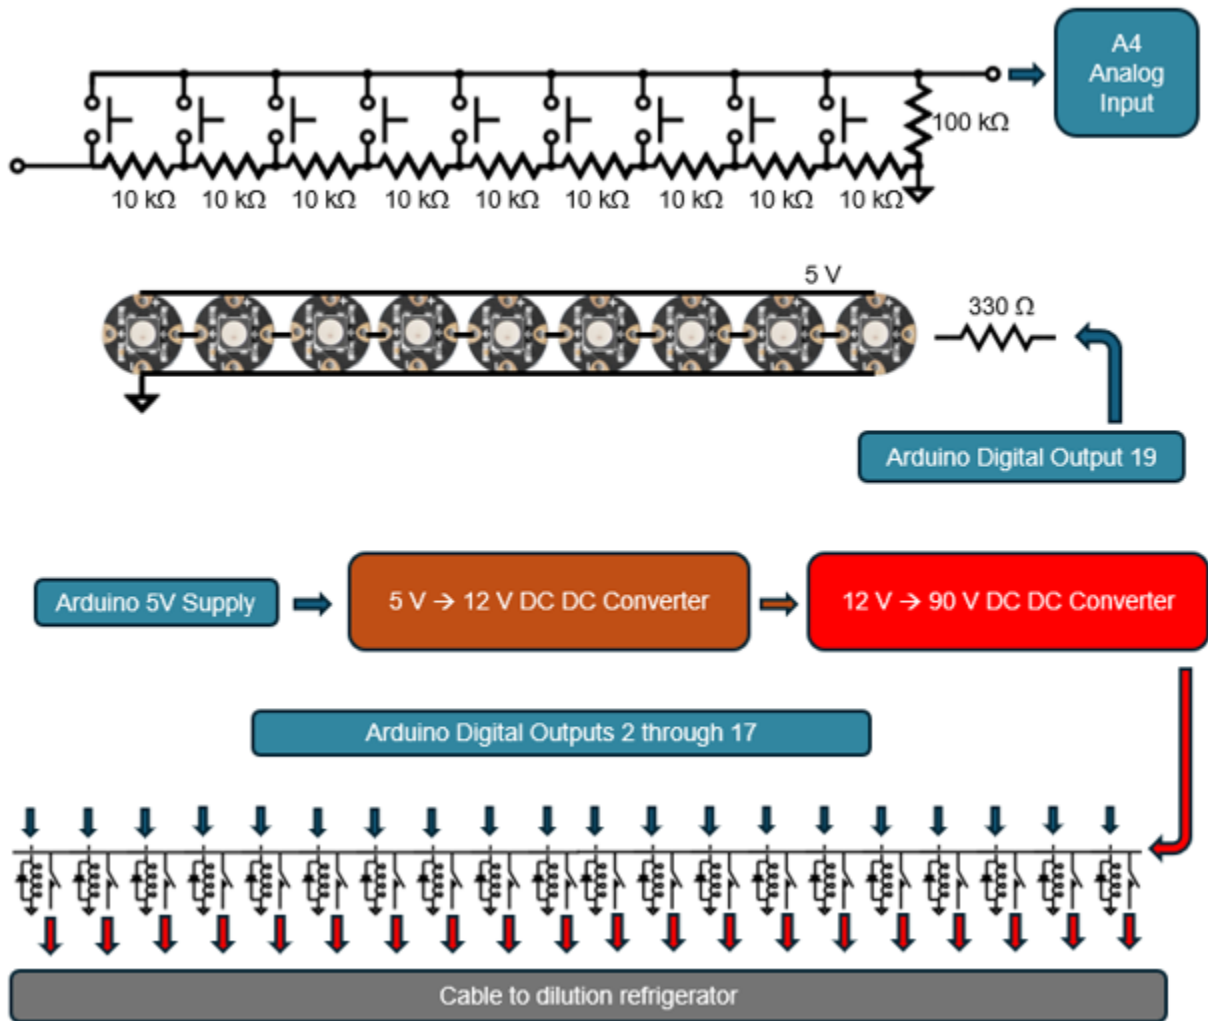 A4
Analog
Input
100 kΩ
10 kΩ 10 kΩ 10 kΩ 10 kΩ 10 kΩ 10 kΩ 10 kΩ 10 kΩ 10 kΩ
5 V
330 Ω
Arduino Digital Output 19
Arduino 5V Supply
5 V → 12 V DC DC Converter
12 V → 90 V DC DC Converter
Arduino Digital Outputs 2 through 17
Cable to dilution refrigerator